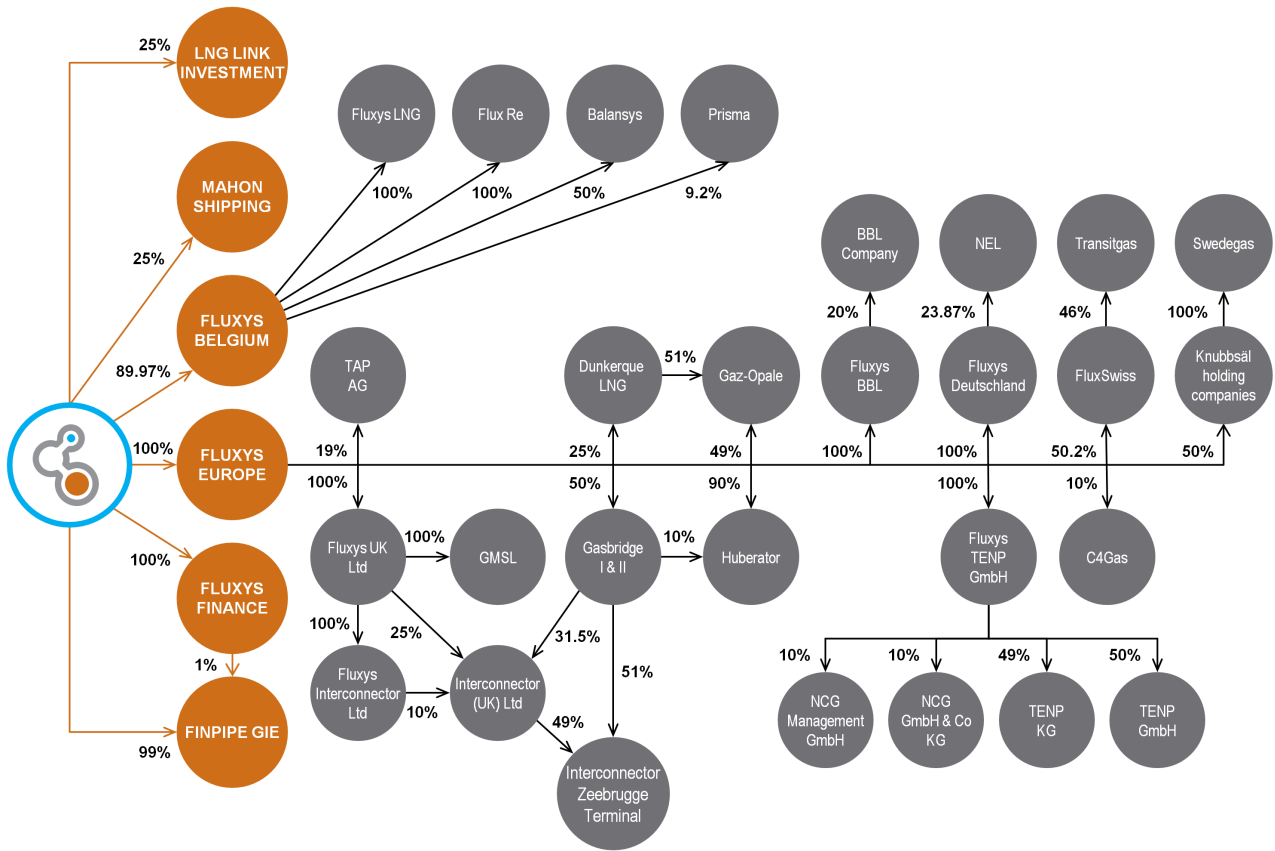 25%
LNG LINK
INVESTMENT
Fluxys LNG
Flux Re
Balansys
Prisma
100%
100%
50%
9.2%
MAHON
SHIPPING
25%
BBL
Company
NEL
Transitgas
Swedegas
20%
23.87%
46%
100%
FLUXYS
BELGIUM
89.97%
TAP
AG
Dunkerque
LNG
51%
Gaz-Opale
Fluxys
BBL
Fluxys
Deutschland
FluxSwiss
Knubbsäl
holding
companies
100%
FLUXYS
EUROPE
19%
25%
49%
100%
100%
50.2%
50%
100%
50%
90%
100%
10%
Fluxys UK
Ltd
100%
GMSL
Gasbridge
I & II
10%
Huberator
Fluxys
TENP
GmbH
C4Gas
100%
FLUXYS
FINANCE
100%
25%
31.5%
1%
51%
10%
10%
49%
50%
Fluxys
Interconnector
Ltd
10%
Interconnector
(UK) Ltd
49%
NCG
Management
GmbH
NCG
GmbH & Co
KG
TENP
KG
TENP
GmbH
FINPIPE GIE
99%
Interconnector
Zeebrugge
Terminal